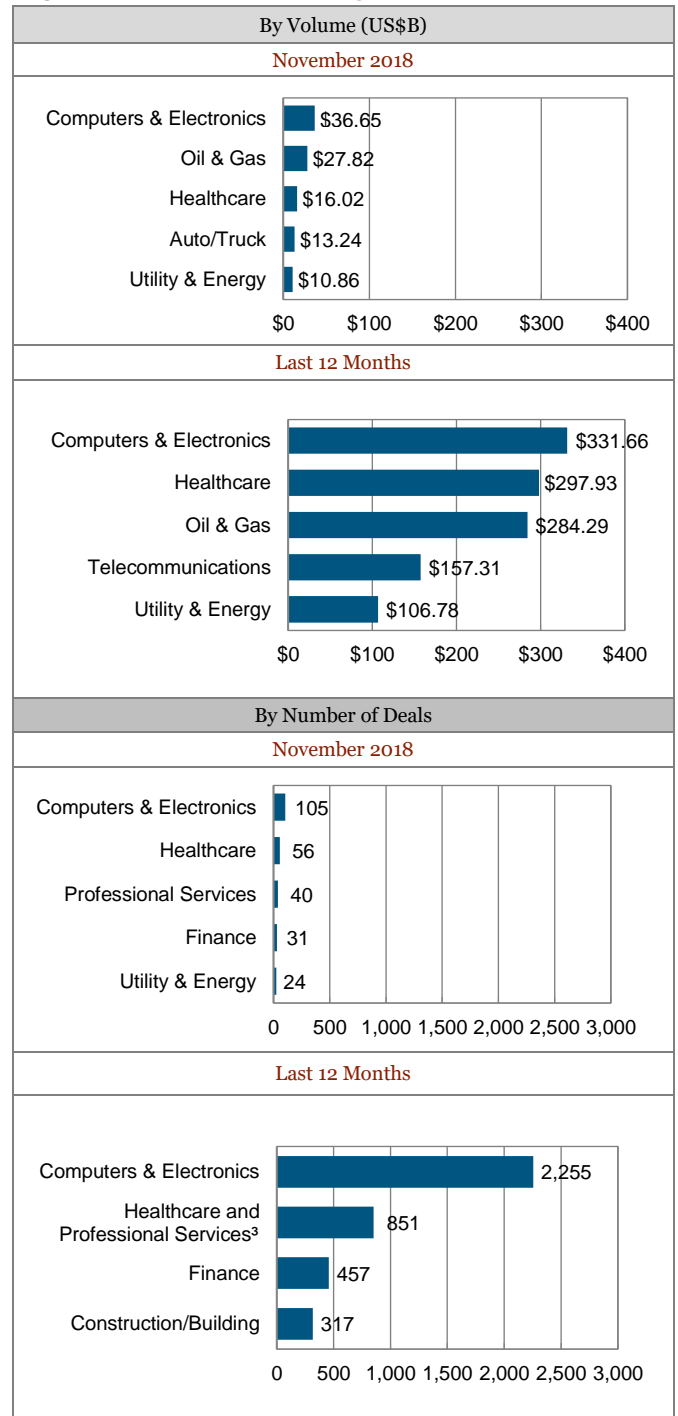 By Volume (US$B)
November 2018
Computers & Electronics $36.65
Oil & Gas $27.82
Healthcare $16.02
Auto/Truck $13.24
Utility & Energy $10.86
$0 $100 $200 $300 $400
Last 12 Months
Computers & Electronics $331.66
Healthcare $297.93
Oil & Gas $284.29
Telecommunications $157.31
Utility & Energy $106.78
$0 $100 $200 $300 $400
By Number of Deals
November 2018
Computers & Electronics 105
Healthcare 56
Professional Services 40
Finance 31
Utility & Energy 24
0 500 1,000 1,500 2,000 2,500 3,000
Last 12 Months
Computers & Electronics 2,255
Healthcare and
Professional Services³ 851
Finance 457
Construction/Building 317
0 500 1,000 1,500 2,000 2,500 3,000